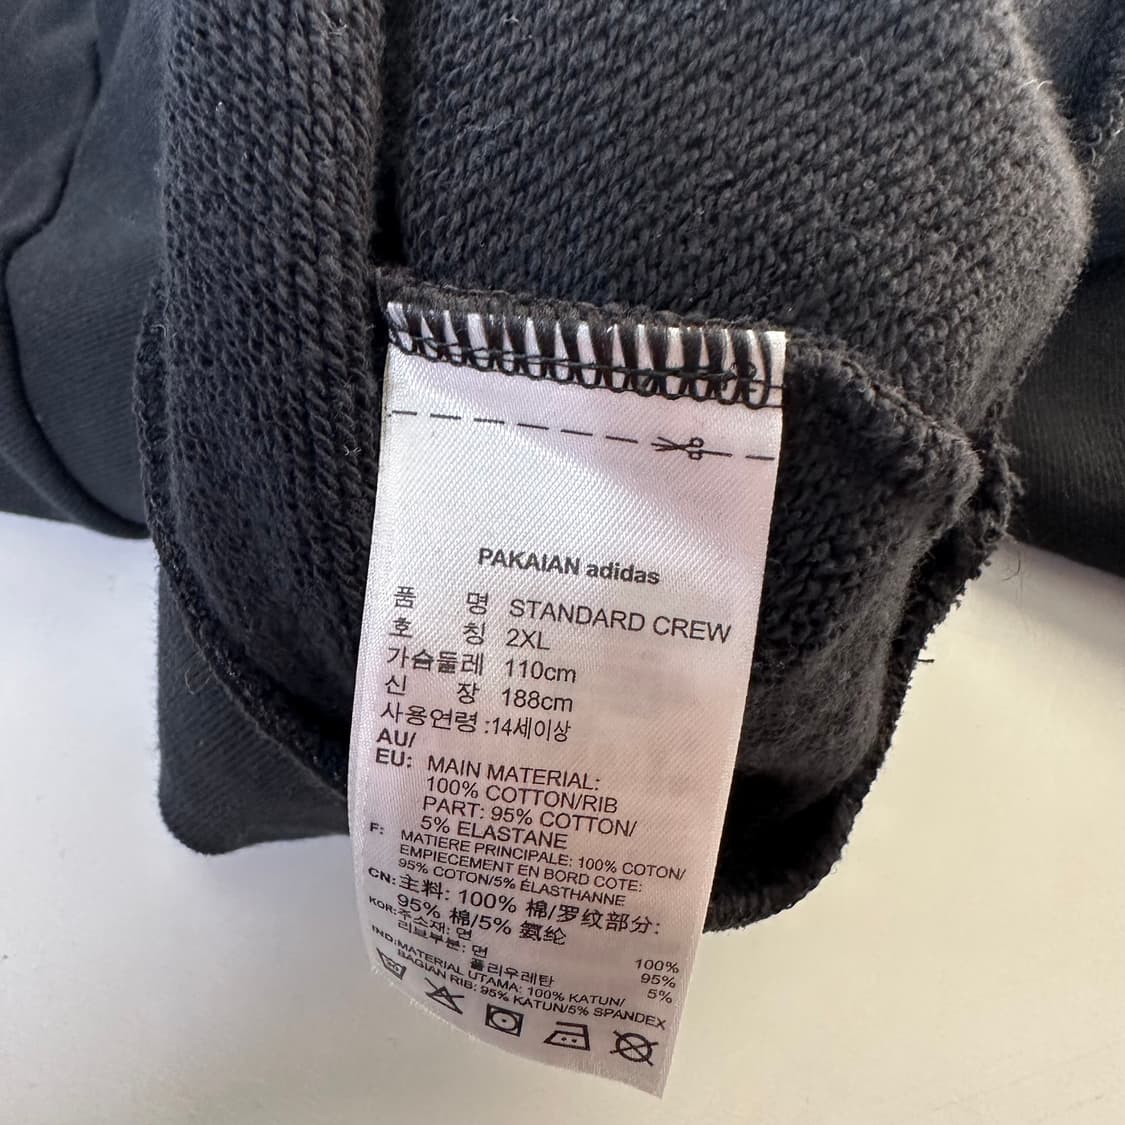 PAKAIAN adidas
품 명 STANDARD CREW
호 칭 2XL
가슴둘레 110cm
신 장 188cm
사용연령 :14세이상
AU/
EU: MAIN MATERIAL:
100% COTTON/RIB
PART: 95% COTTON/
5% ELASTANE
F: MATIERE PRINCIPALE: 100% COTON/
EMPIECEMENT EN BORD COTE:
95% COTON/5% ÉLASTHANNE
CN: 主料: 100% 棉/罗纹部分:
95% 棉/5% 氨纶
KOR:주소재: 면 100%
리브부분: 면 95%
폴리우레탄 5%
IND:MATERIAL UTAMA: 100% KATUN/
BAGIAN RIB: 95% KATUN/5% SPANDEX